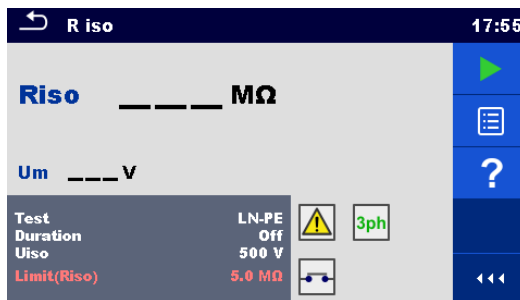 R iso 17:55
Riso ___ MΩ
Um ___ V
Test LN-PE
Duration Off
Uiso 500 V
Limit(Riso) 5.0 MΩ
3ph
?